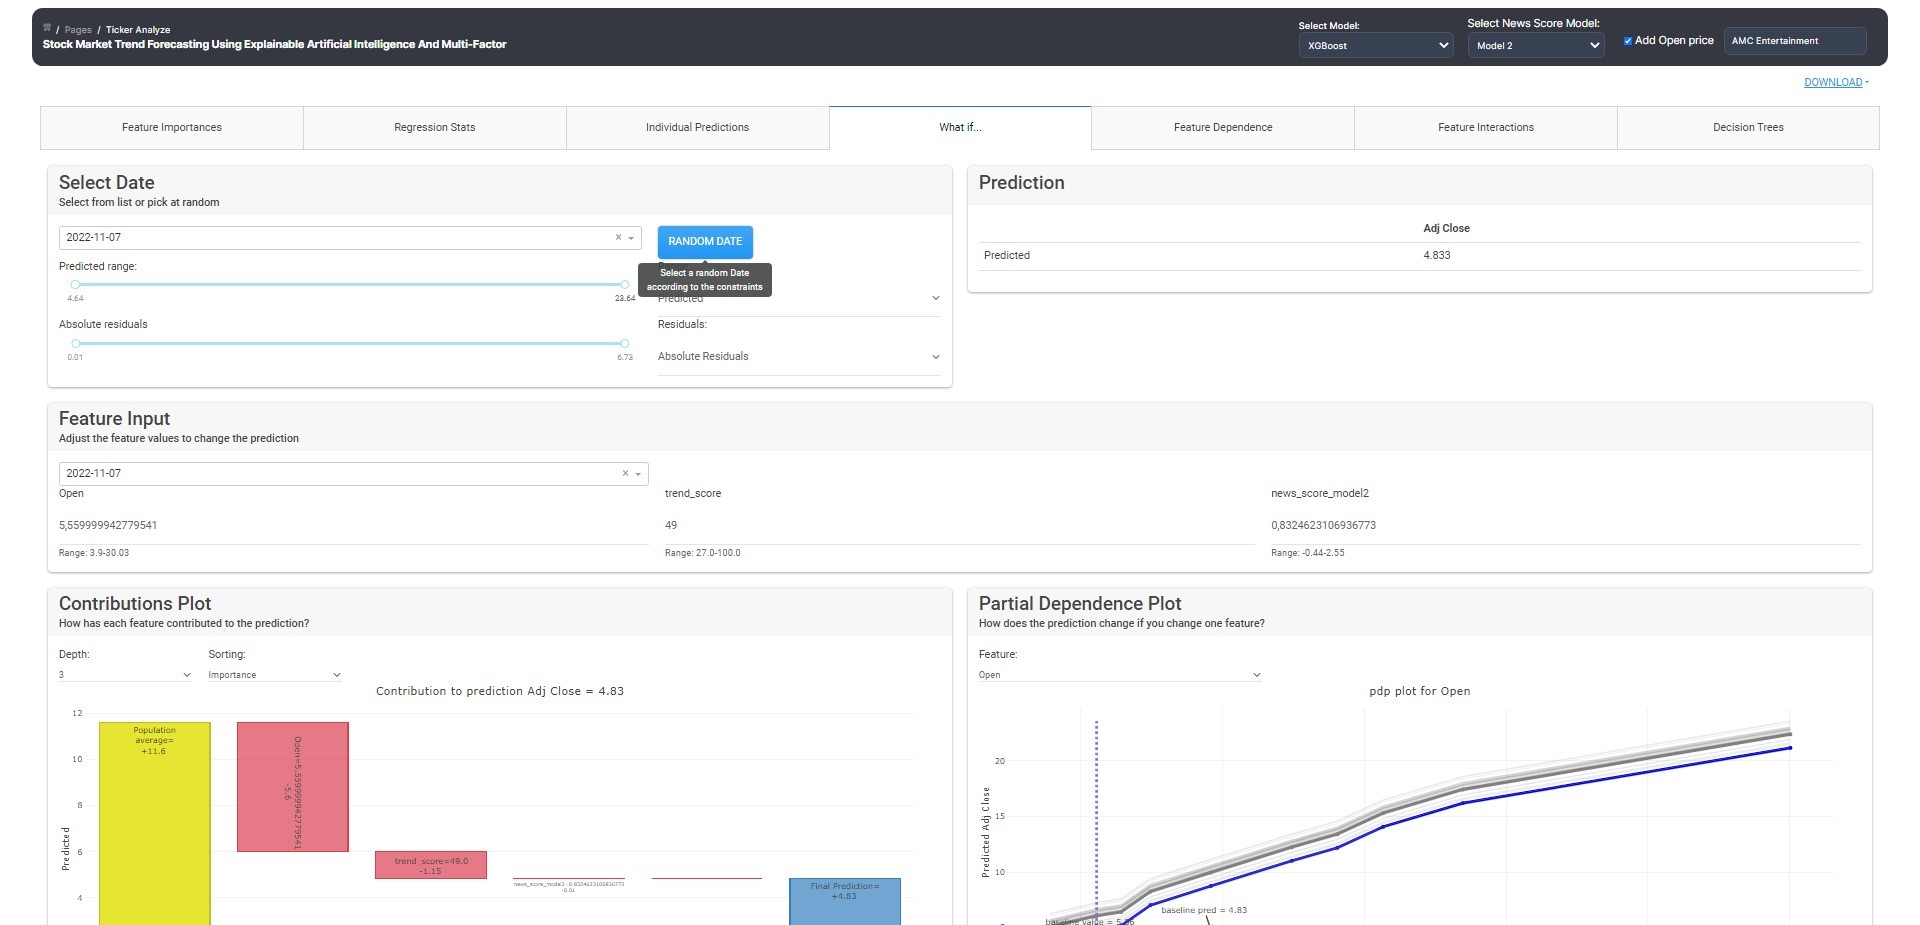 / Pages / Ticker Analyze
Stock Market Trend Forecasting Using Explainable Artificial Intelligence And Multi-Factor
Select Model:
XGBoost
Select News Score Model:
Model 2
Add Open price
AMC Entertainment
DOWNLOAD
Feature Importances
Regression Stats
Individual Predictions
What if...
Feature Dependence
Feature Interactions
Decision Trees
Select Date
Select from list or pick at random
2022-11-07
RANDOM DATE
Select a random Date
according to the constraints
Predicted range:
4.64
23.64
Predicted
Absolute residuals
0.01
6.73
Residuals:
Absolute Residuals
Prediction
Adj Close
Predicted 4.833
Feature Input
Adjust the feature values to change the prediction
2022-11-07
Open
5,559999942779541
Range: 3.9-30.03
trend_score
49
Range: 27.0-100.0
news_score_model2
0,8324623106936773
Range: -0.44-2.55
Contributions Plot
How has each feature contributed to the prediction?
Depth:
3
Sorting:
Importance
Contribution to prediction Adj Close = 4.83
12
10
8
6
4
Predicted
Population
average=
+11.6
Open=5.559999942779541
-5.6
trend_score=49.0
-1.15
news_score_model2=0.8324623106936773
-0.01
Final Prediction=
+4.83
Partial Dependence Plot
How does the prediction change if you change one feature?
Feature:
Open
pdp plot for Open
20
15
10
Predicted Adj Close
baseline pred = 4.83
baseline value = 5.56